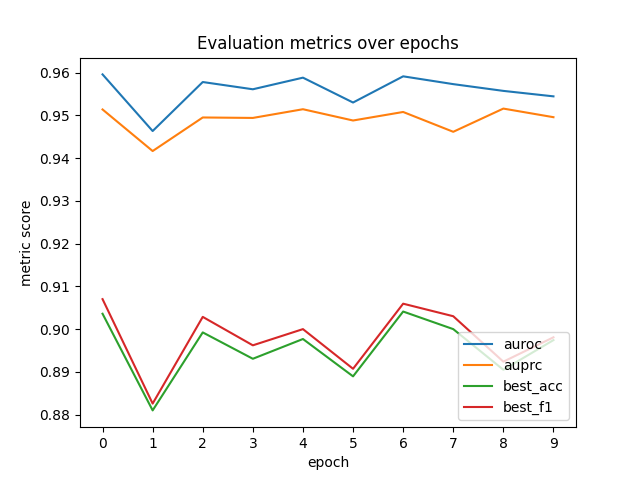 Evaluation metrics over epochs
0.96
0.95
0.94
0.93
0.92
0.91
0.90
0.89
0.88
metric score
auroc
auprc
best_acc
best_f1
0 1 2 3 4 5 6 7 8 9
epoch